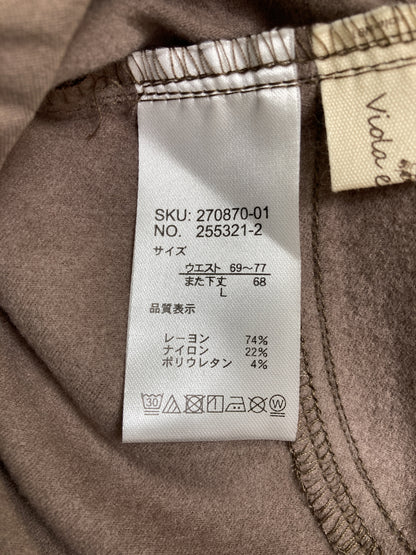 SKU: 270870-01
NO. 255321-2
サイズ
ウエスト 69〜77
また下丈 68
L
品質表示
レーヨン 74%
ナイロン 22%
ポリウレタン 4%
30
Vida